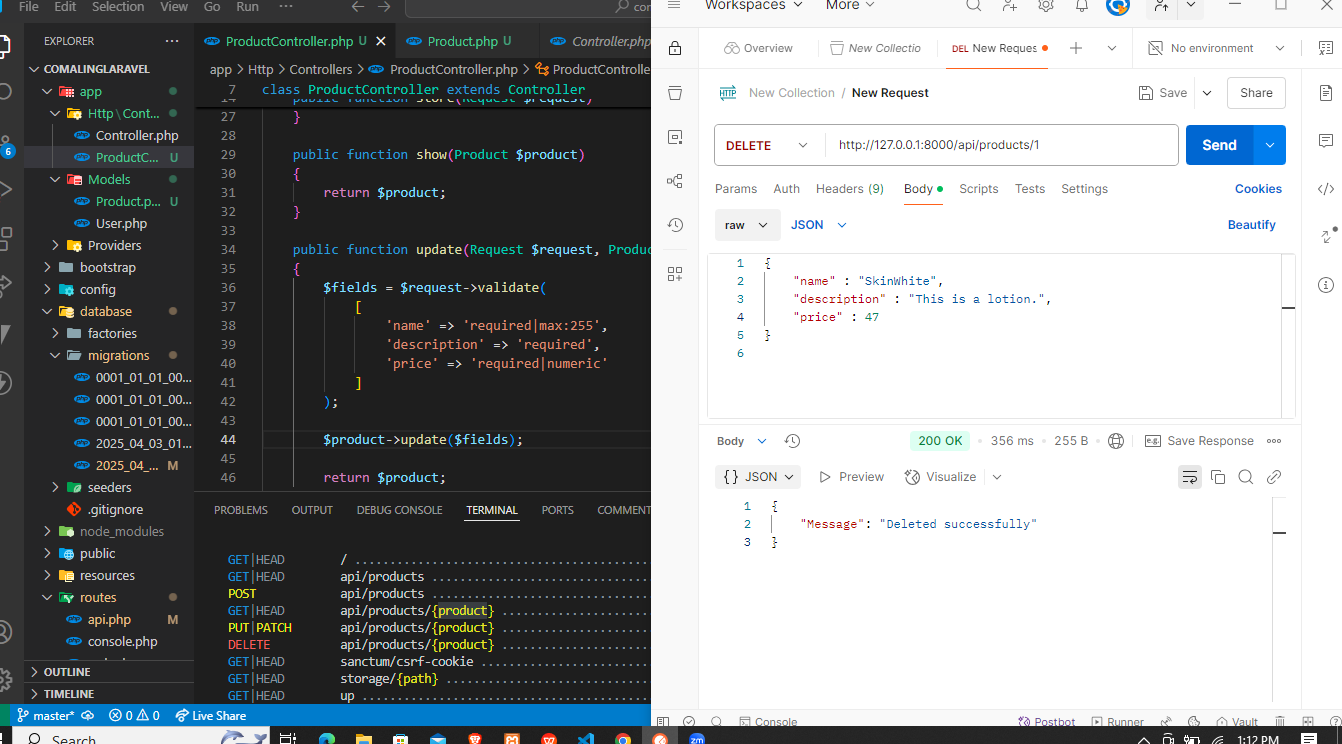 File Edit Selection View Go Run ···
EXPLORER ···
COMALINGLARAVEL
app
Http\Cont...
Controller.php
ProductC... U
Models
Product.p... U
User.php
Providers
bootstrap
config
database
factories
migrations
0001_01_01_00...
0001_01_01_00...
0001_01_01_00...
2025_04_03_01...
2025_04_... M
seeders
.gitignore
node_modules
public
resources
routes
api.php M
console.php
OUTLINE
TIMELINE
6
ProductController.php U
Product.php U
Controller.php
app > Http > Controllers > ProductController.php > ProductControlle
7 class ProductController extends Controller
14 public function store(Request $request)
27 }
28
29 public function show(Product $product)
30 {
31 return $product;
32 }
33
34 public function update(Request $request, Produc
35 {
36 $fields = $request->validate(
37 [
38 'name' => 'required|max:255',
39 'description' => 'required',
40 'price' => 'required|numeric'
41 ]
42 );
43
44 $product->update($fields);
45
46 return $product;
PROBLEMS OUTPUT DEBUG CONSOLE TERMINAL PORTS COMMENT
GET|HEAD / ....................................
GET|HEAD api/products ..........................
POST api/products ..........................
GET|HEAD api/products/{product} ..................
PUT|PATCH api/products/{product} ..................
DELETE api/products/{product} ..................
GET|HEAD sanctum/csrf-cookie .....................
GET|HEAD storage/{path} ..........................
GET|HEAD up ...................................
master* 0 0 Live Share
Workspaces More
Overview New Collectio DEL New Reques No environment
HTTP New Collection / New Request Save Share
DELETE http://127.0.0.1:8000/api/products/1 Send
Params Auth Headers (9) Body Scripts Tests Settings Cookies
raw JSON Beautify
1 {
2 "name" : "SkinWhite",
3 "description" : "This is a lotion.",
4 "price" : 47
5 }
6
Body 200 OK 356 ms 255 B e.g. Save Response
{} JSON Preview Visualize
1 {
2 "Message": "Deleted successfully"
3 }
Console Postbot Runner Vault
Search 1:12 PM